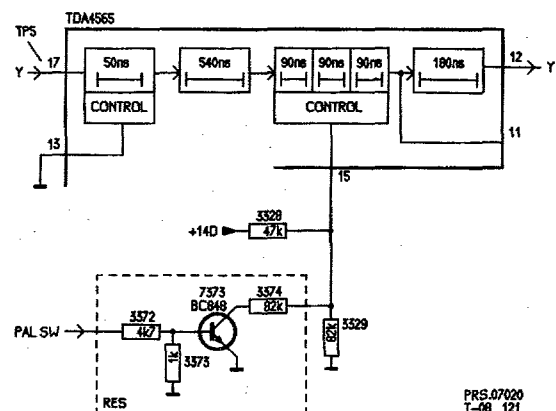 TDA4565
TP5
Y 17 50ns 540ns 90ns 90ns 90ns 180ns 12 Y
CONTROL CONTROL
13 11
15
3328
+14D 47k
7373 3374
3372 BC848 82k
PAL SW 4k7 82k 3329
1k 3373
RES
PRS.07020
T-08 121